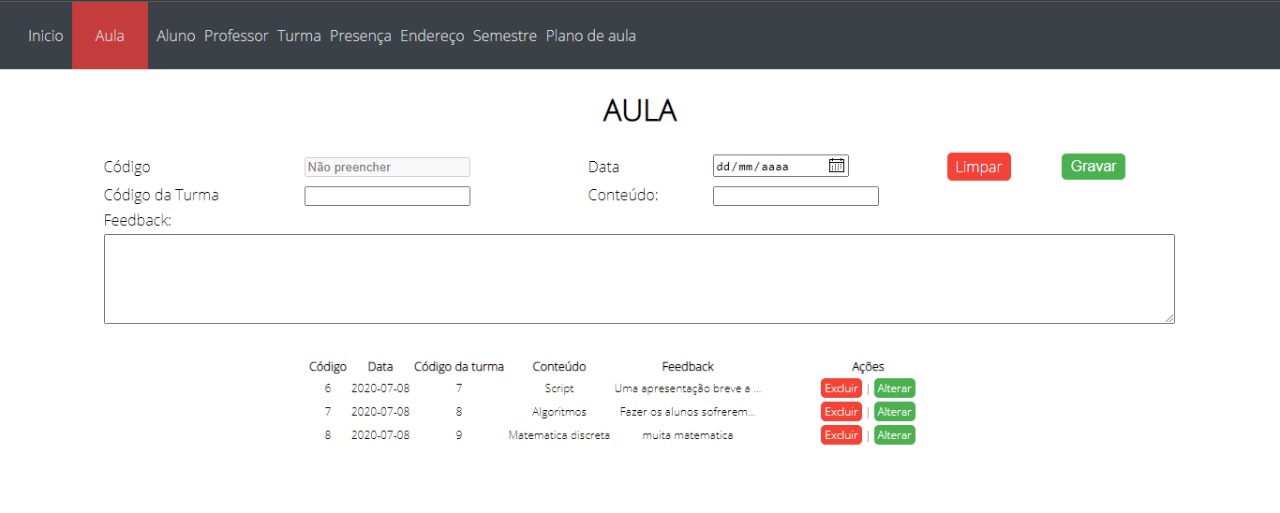 Inicio Aula Aluno Professor Turma Presença Endereço Semestre Plano de aula
AULA
Código Não preencher Data dd/mm/aaaa Limpar Gravar
Código da Turma Conteúdo:
Feedback:
Código Data Código da turma Conteúdo Feedback Ações
6 2020-07-08 7 Script Uma apresentação breve a ... Excluir | Alterar
7 2020-07-08 8 Algoritmos Fazer os alunos sofrerem... Excluir | Alterar
8 2020-07-08 9 Matematica discreta muita matematica Excluir | Alterar